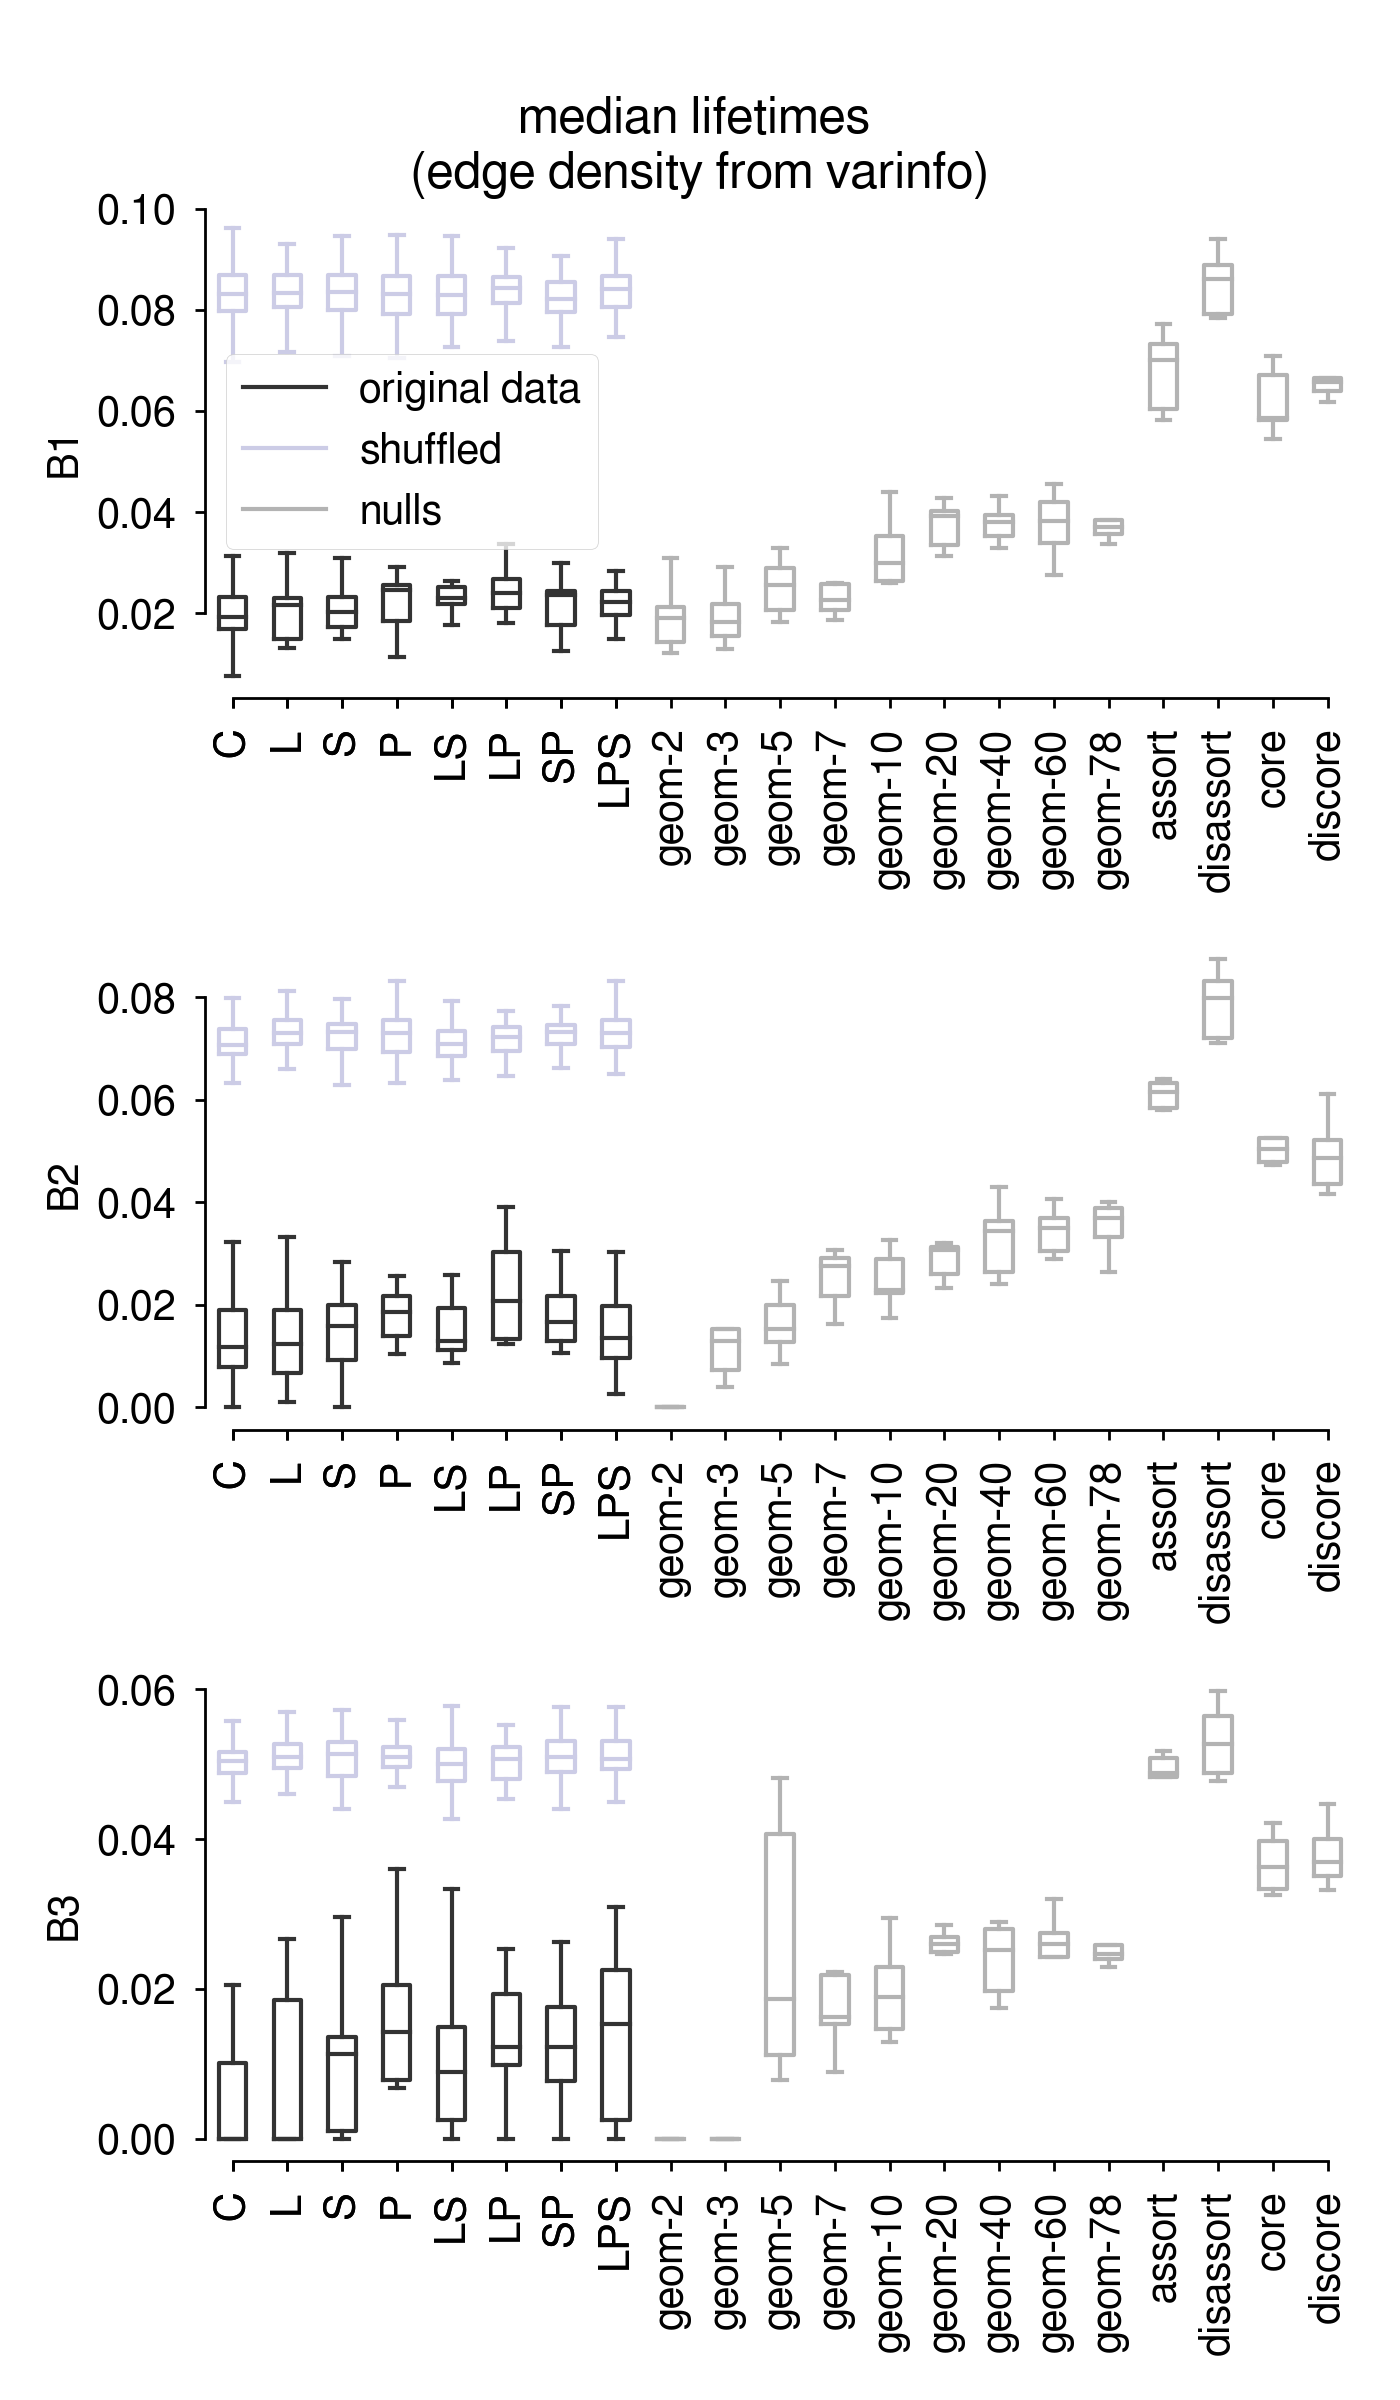 median lifetimes
(edge density from varinfo)
0.10
0.08
0.06
0.04
0.02
B1
original data
shuffled
nulls
C L S P LS LP SP LPS geom-2 geom-3 geom-5 geom-7 geom-10 geom-20 geom-40 geom-60 geom-78 assort disassort core discore
0.08
0.06
0.04
0.02
0.00
B2
C L S P LS LP SP LPS geom-2 geom-3 geom-5 geom-7 geom-10 geom-20 geom-40 geom-60 geom-78 assort disassort core discore
0.06
0.04
0.02
0.00
B3
C L S P LS LP SP LPS geom-2 geom-3 geom-5 geom-7 geom-10 geom-20 geom-40 geom-60 geom-78 assort disassort core discore